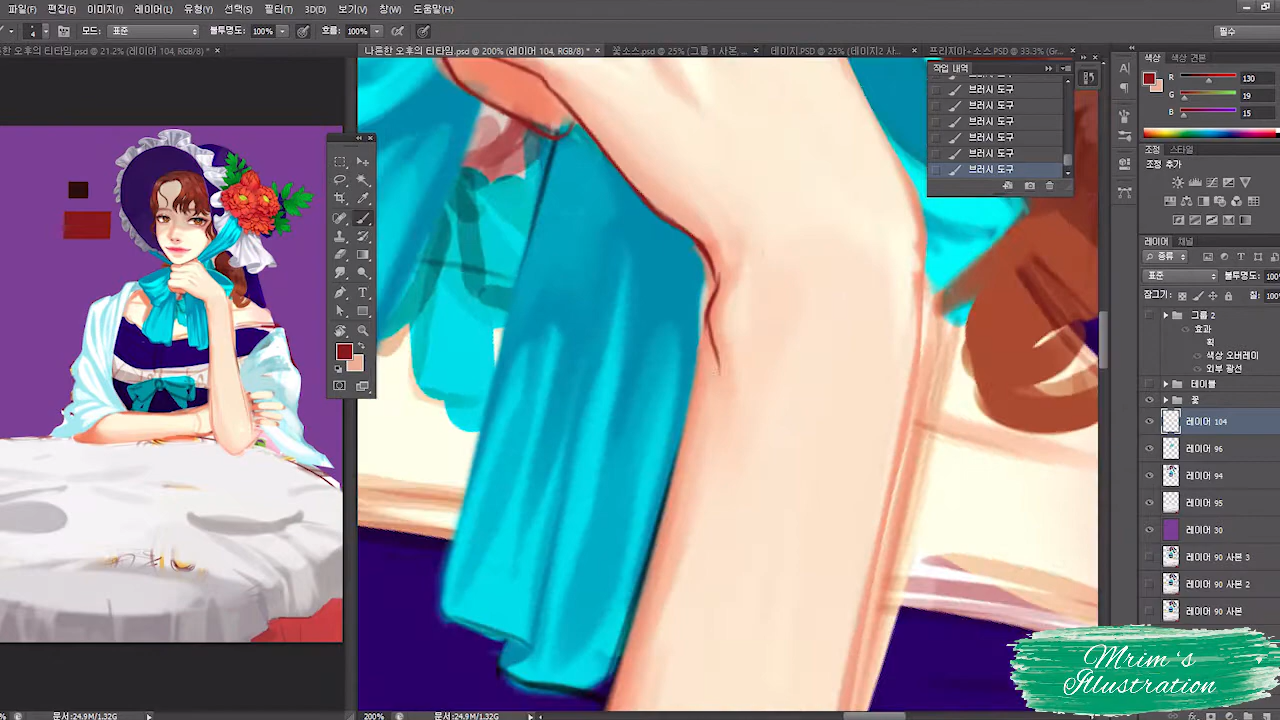 파일(F) 편집(E) 이미지(I) 레이어(L) 문자(Y) 선택(S) 필터(T) 3D(D) 보기(V) 창(W) 도움말(H)
4 모드: 표준 불투명도: 100% 흐름: 100% 필수
한 오후의 티타임.psd @ 21.2% (레이어 104, RGB/8) * ×
나른한 오후의 티타임.psd @ 200% (레이어 104, RGB/8) * ×
꽃소스.psd @ 25% (그룹 1 사본, ... ×
데이지.PSD @ 25% (레이어2 사... ×
프리지아+소스.PSD @ 33.3% (Gr... ×
작업 내역
브러시 도구
브러시 도구
브러시 도구
브러시 도구
브러시 도구
브러시 도구
색상 색상 견본
R 130
G 19
B 15
조정 스타일
조정 추가
레이어 채널
종류
표준 불투명도: 100
잠그기: 칠: 100
그룹 2
효과
획
색상 오버레이
외부 광선
테이블
꽃
레이어 104
레이어 96
레이어 94
레이어 95
레이어 30
레이어 90 사본 3
레이어 90 사본 2
레이어 90 사본
Mrim's
Illustration
문서:24.9M/1.32G
200% 문서:24.9M/1.32G